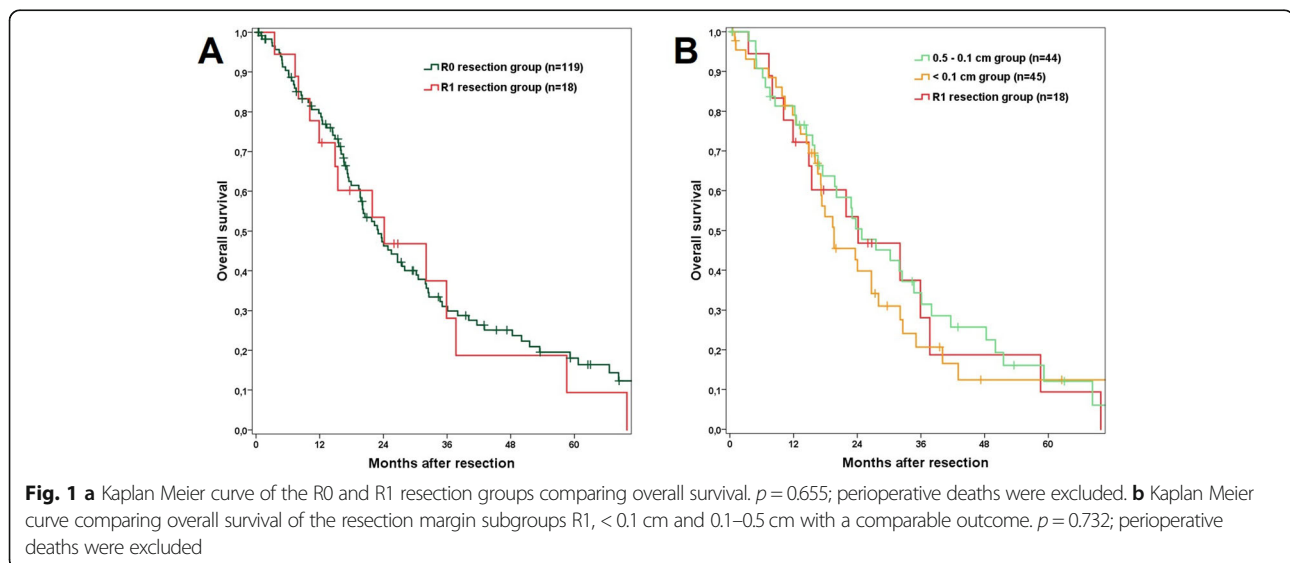 A
R0 resection group (n=119)
R1 resection group (n=18)
Overall survival
1,0
0,9
0,8
0,7
0,6
0,5
0,4
0,3
0,2
0,1
0,0
0
12
24
36
48
60
Months after resection
B
0.5 - 0.1 cm group (n=44)
< 0.1 cm group (n=45)
R1 resection group (n=18)
Overall survival
1,0
0,9
0,8
0,7
0,6
0,5
0,4
0,3
0,2
0,1
0,0
0
12
24
36
48
60
Months after resection
Fig. 1 a Kaplan Meier curve of the R0 and R1 resection groups comparing overall survival. p = 0.655; perioperative deaths were excluded. b Kaplan Meier
curve comparing overall survival of the resection margin subgroups R1, < 0.1 cm and 0.1–0.5 cm with a comparable outcome. p = 0.732; perioperative
deaths were excluded